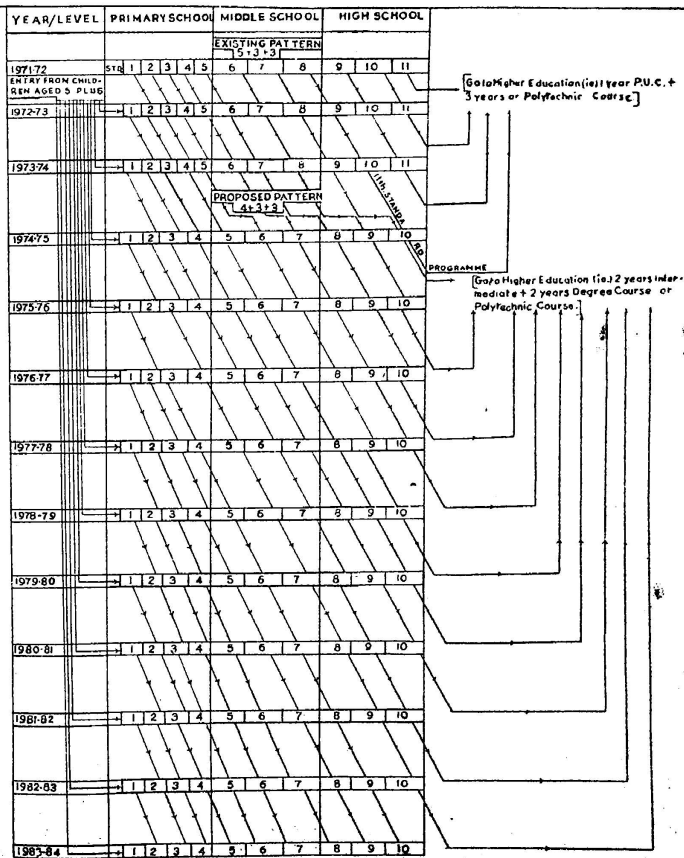 YEAR/LEVEL PRIMARY SCHOOL MIDDLE SCHOOL HIGH SCHOOL
EXISTING PATTERN
5+3+3
1971-72 STD. 1 2 3 4 5 6 7 8 9 10 11
ENTRY FROM CHILD-
REN AGED 5 PLUS
[Go to Higher Education (ie) 1 year P.U.C. +
3 years or Polytechnic Course]
1972-73 1 2 3 4 5 6 7 8 9 10 11
1973-74 1 2 3 4 5 6 7 8 9 10 11
11th. STANDARD
PROGRAMME
PROPOSED PATTERN
4+3+3
1974-75 1 2 3 4 5 6 7 8 9 10
[Go to Higher Education (ie.) 2 years Inter-
mediate + 2 years Degree Course or
Polytechnic Course.]
1975-76 1 2 3 4 5 6 7 8 9 10
1976-77 1 2 3 4 5 6 7 8 9 10
1977-78 1 2 3 4 5 6 7 8 9 10
1978-79 1 2 3 4 5 6 7 8 9 10
1979-80 1 2 3 4 5 6 7 8 9 10
1980-81 1 2 3 4 5 6 7 8 9 10
1981-82 1 2 3 4 5 6 7 8 9 10
1982-83 1 2 3 4 5 6 7 8 9 10
1983-84 1 2 3 4 5 6 7 8 9 10